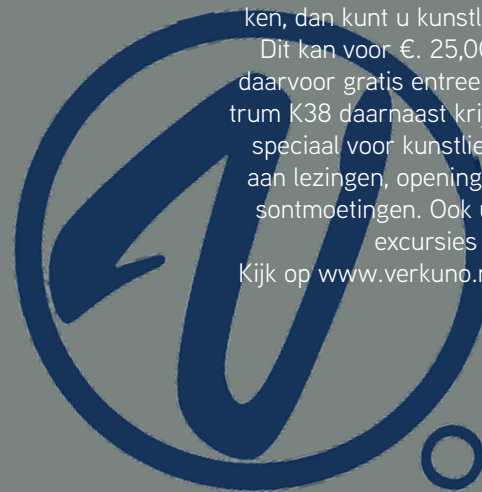 ken, dan kunt u kunstl
Dit kan voor €. 25,00
daarvoor gratis entree
trum K38 daarnaast krij
speciaal voor kunstlie
aan lezingen, opening
sontmoetingen. Ook u
excursies
Kijk op www.verkuno.n